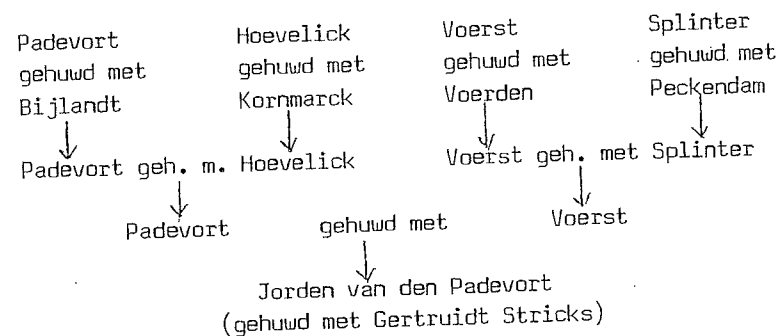 Padevort Hoevelick Voerst Splinter
gehuwd met gehuwd met gehuwd met gehuwd met
Bijlandt Kornmarck Voerden Peckendam
Padevort geh. m. Hoevelick Voerst geh. met Splinter
Padevort gehuwd met Voerst
Jorden van den Padevort
(gehuwd met Gertruidt Stricks)